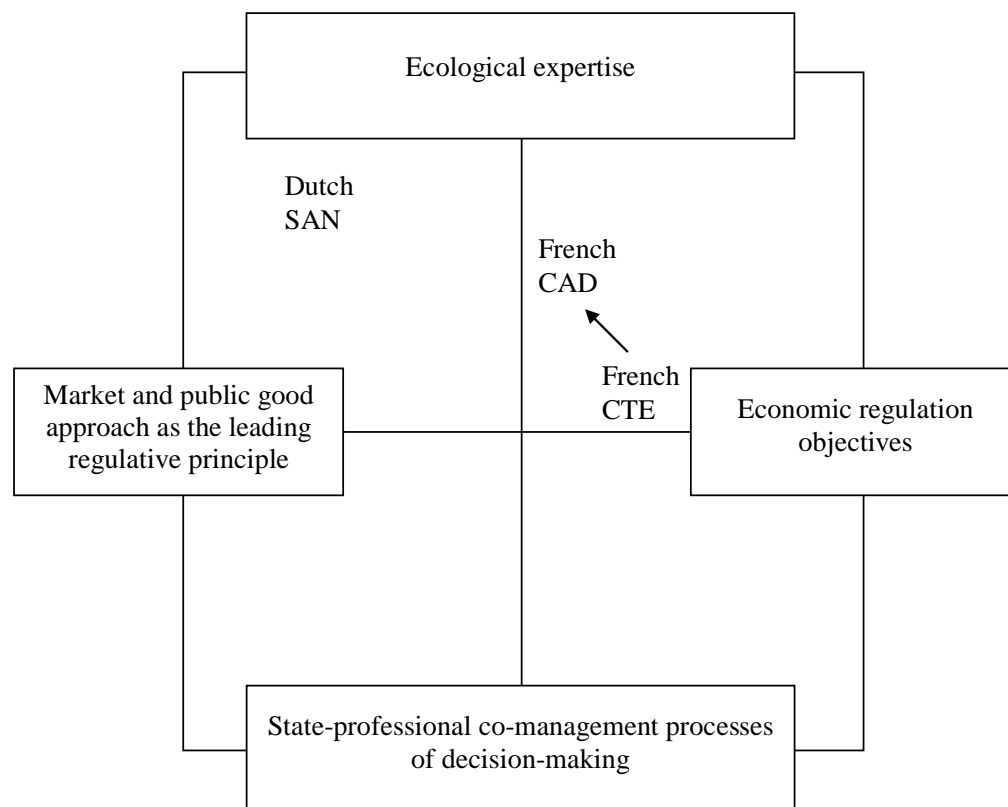 Ecological expertise
Dutch
SAN
French
CAD
French
CTE
Market and public good
approach as the leading
regulative principle
Economic regulation
objectives
State-professional co-management processes
of decision-making